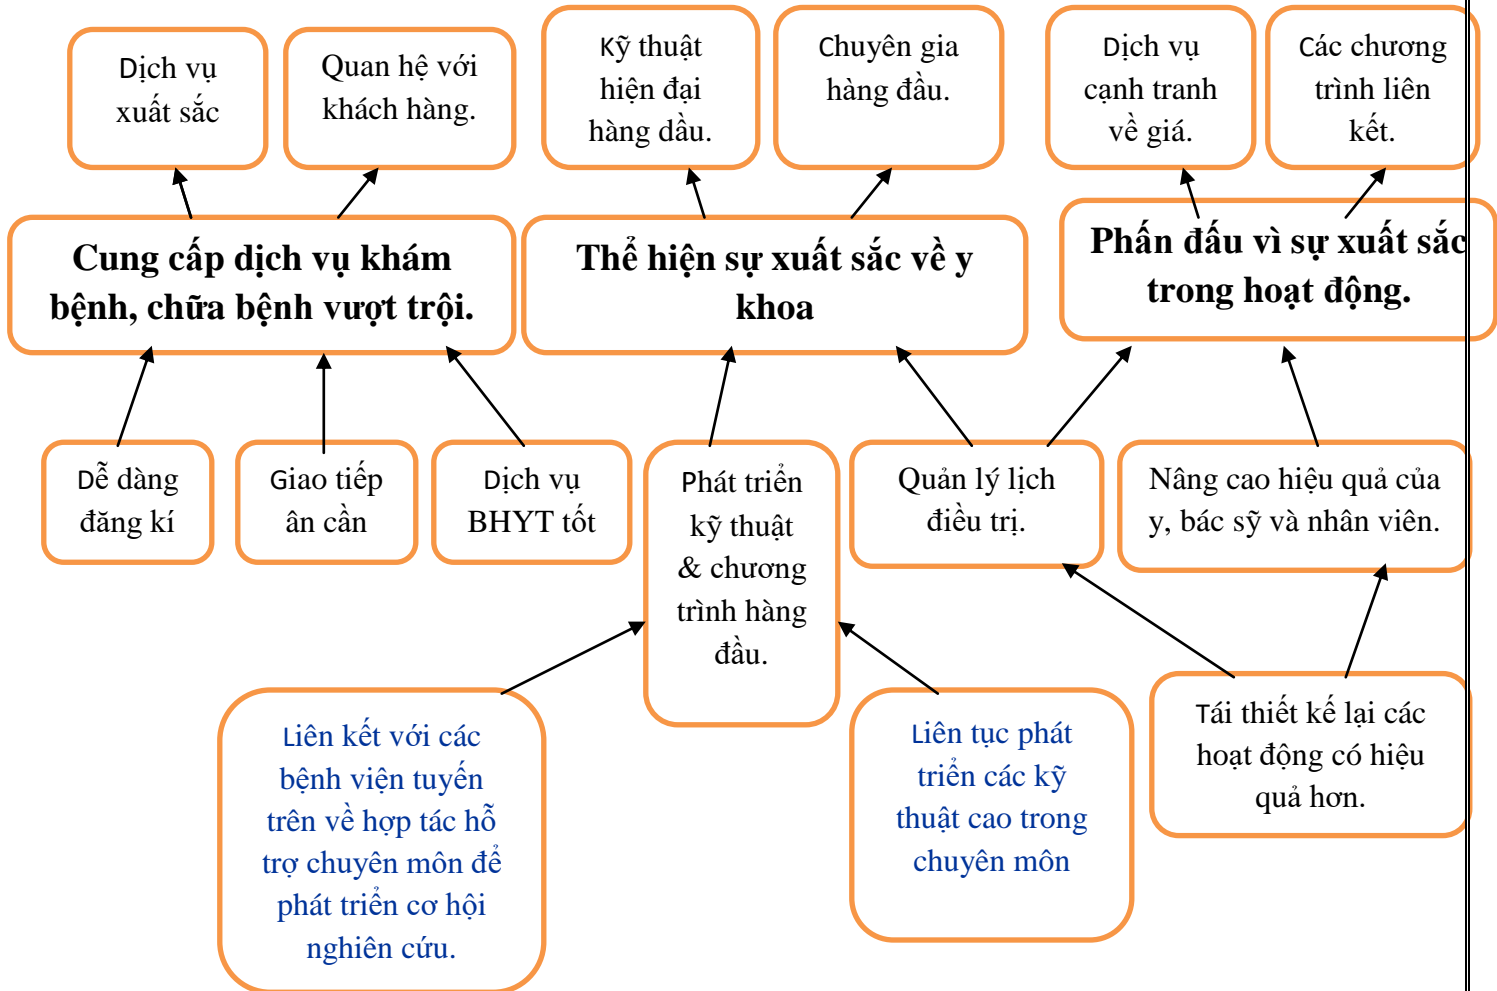 Dịch vụ
xuất sắc
Quan hệ với
khách hàng.
Kỹ thuật
hiện đại
hàng dầu.
Chuyên gia
hàng đầu.
Dịch vụ
cạnh tranh
về giá.
Các chương
trình liên
kết.
Cung cấp dịch vụ khám
bệnh, chữa bệnh vượt trội.
Thể hiện sự xuất sắc về y
khoa
Phấn đấu vì sự xuất sắc
trong hoạt động.
Dễ dàng
đăng kí
Giao tiếp
ân cần
Dịch vụ
BHYT tốt
Phát triển
kỹ thuật
& chương
trình hàng
đầu.
Quản lý lịch
điều trị.
Nâng cao hiệu quả của
y, bác sỹ và nhân viên.
Liên kết với các
bệnh viện tuyến
trên về hợp tác hỗ
trợ chuyên môn để
phát triển cơ hội
nghiên cứu.
Liên tục phát
triển các kỹ
thuật cao trong
chuyên môn
Tái thiết kế lại các
hoạt động có hiệu
quả hơn.